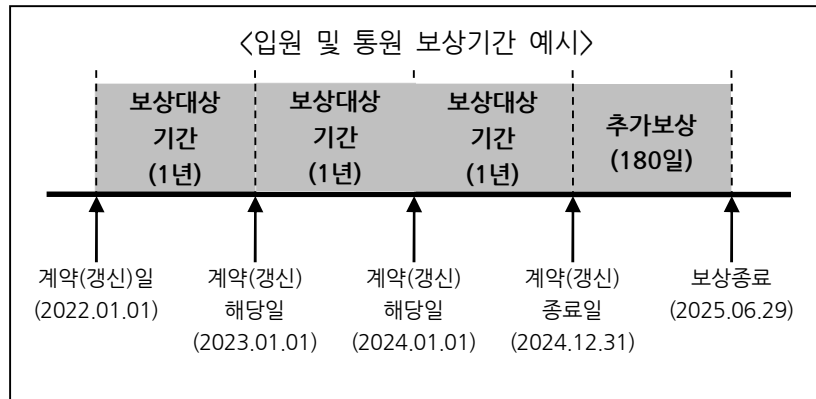 <입원 및 통원 보상기간 예시>
보상대상
기간
(1년)
보상대상
기간
(1년)
보상대상
기간
(1년)
추가보상
(180일)
계약(갱신)일
(2022.01.01)
계약(갱신)
해당일
(2023.01.01)
계약(갱신)
해당일
(2024.01.01)
계약(갱신)
종료일
(2024.12.31)
보상종료
(2025.06.29)